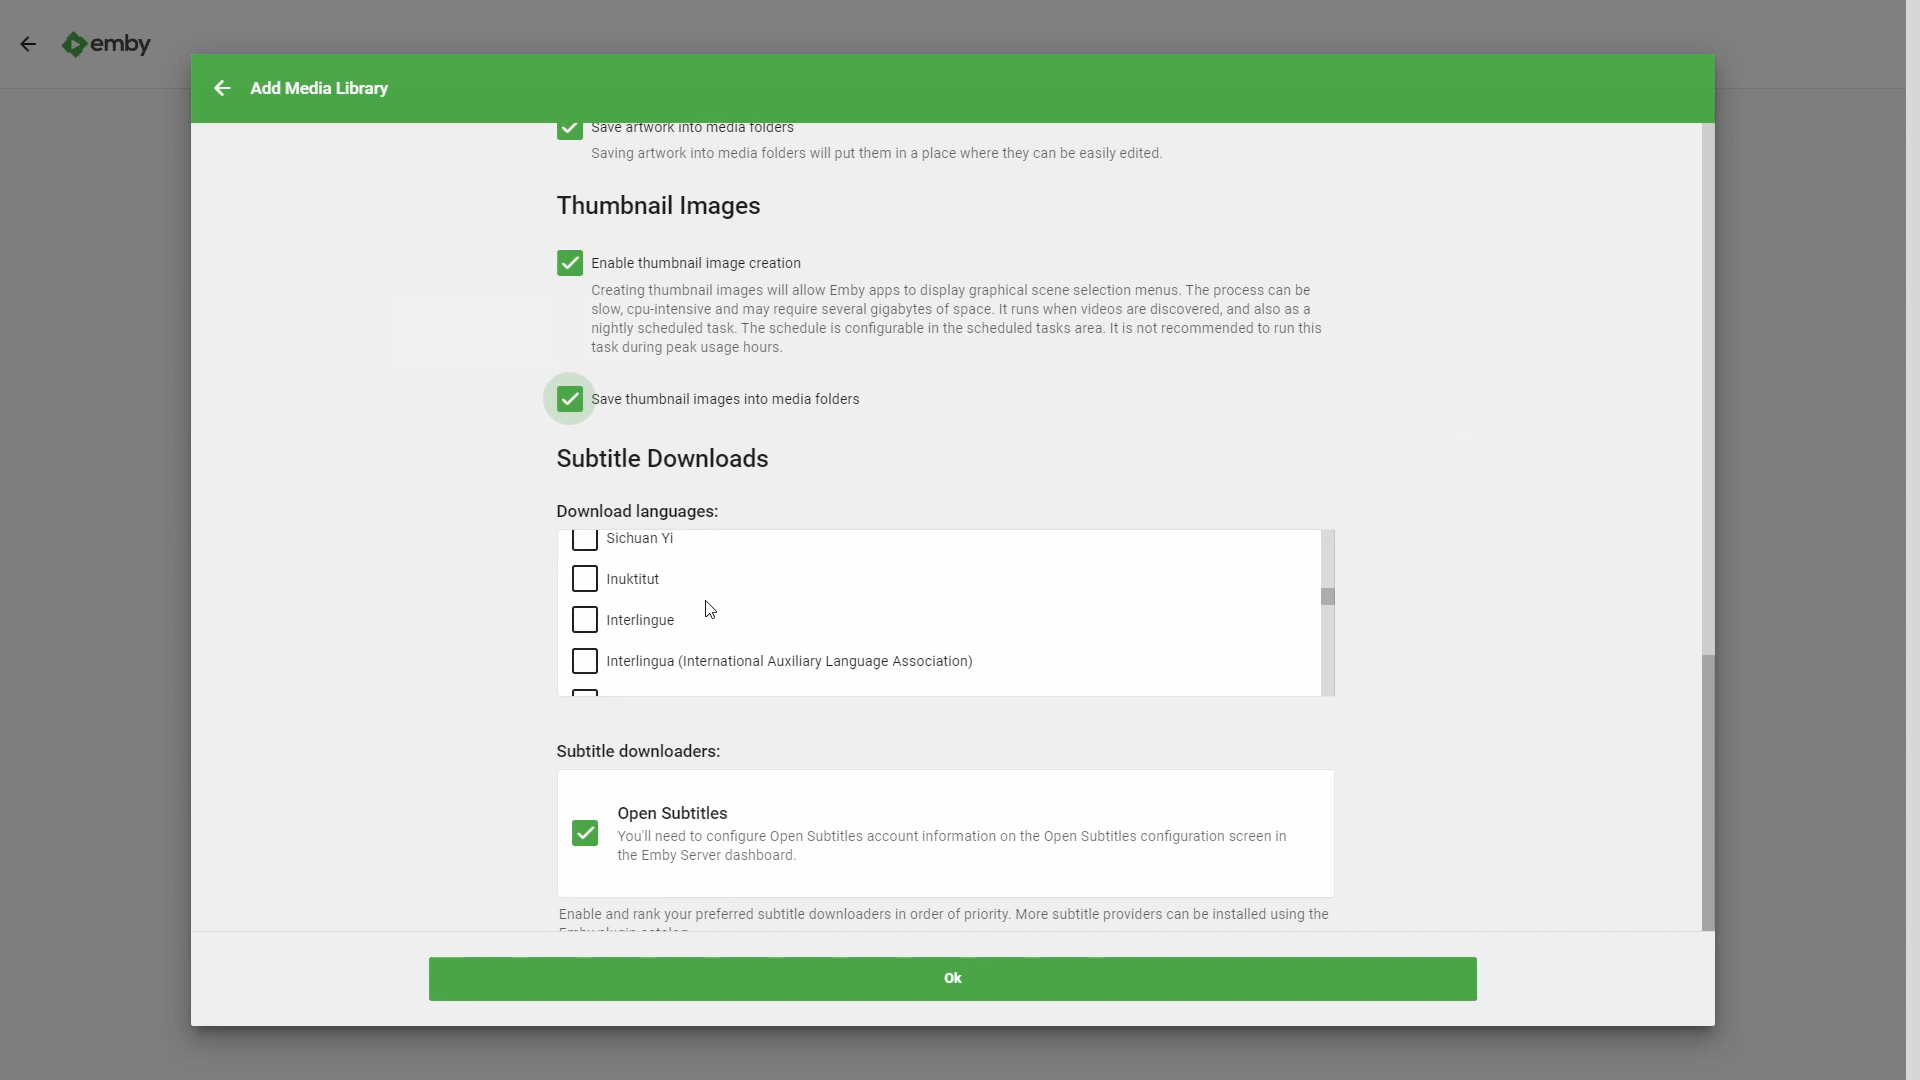 emby
Add Media Library
Save artwork into media folders
Saving artwork into media folders will put them in a place where they can be easily edited.
Thumbnail Images
Enable thumbnail image creation
Creating thumbnail images will allow Emby apps to display graphical scene selection menus. The process can be
slow, cpu-intensive and may require several gigabytes of space. It runs when videos are discovered, and also as a
nightly scheduled task. The schedule is configurable in the scheduled tasks area. It is not recommended to run this
task during peak usage hours.
Save thumbnail images into media folders
Subtitle Downloads
Download languages:
Sichuan Yi
Inuktitut
Interlingue
Interlingua (International Auxiliary Language Association)
Subtitle downloaders:
Open Subtitles
You'll need to configure Open Subtitles account information on the Open Subtitles configuration screen in
the Emby Server dashboard.
Enable and rank your preferred subtitle downloaders in order of priority. More subtitle providers can be installed using the
Emby plugin catalog.
Ok